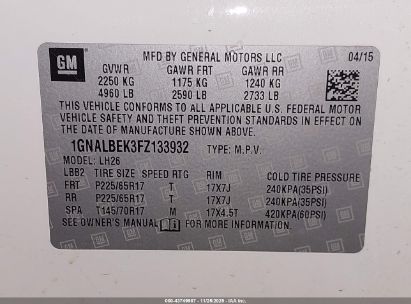 GM
MFD BY GENERAL MOTORS LLC 04/15
GVWR GAWR FRT GAWR RR
2250 KG 1175 KG 1240 KG
4960 LB 2590 LB 2733 LB
THIS VEHICLE CONFORMS TO ALL APPLICABLE U.S. FEDERAL MOTOR
VEHICLE SAFETY AND THEFT PREVENTION STANDARDS IN EFFECT ON
THE DATE OF MANUFACTURE SHOWN ABOVE.
1GNALBEK3FZ133932 TYPE: M.P.V.
MODEL: LH26
LBB2 TIRE SIZE SPEED RTG RIM COLD TIRE PRESSURE
FRT P225/65R17 T 17X7J 240KPA(35PSI)
RR P225/65R17 T 17X7J 240KPA(35PSI)
SPA T145/70R17 M 17X4.5T 420KPA(60PSI)
SEE OWNER'S MANUAL FOR MORE INFORMATION.